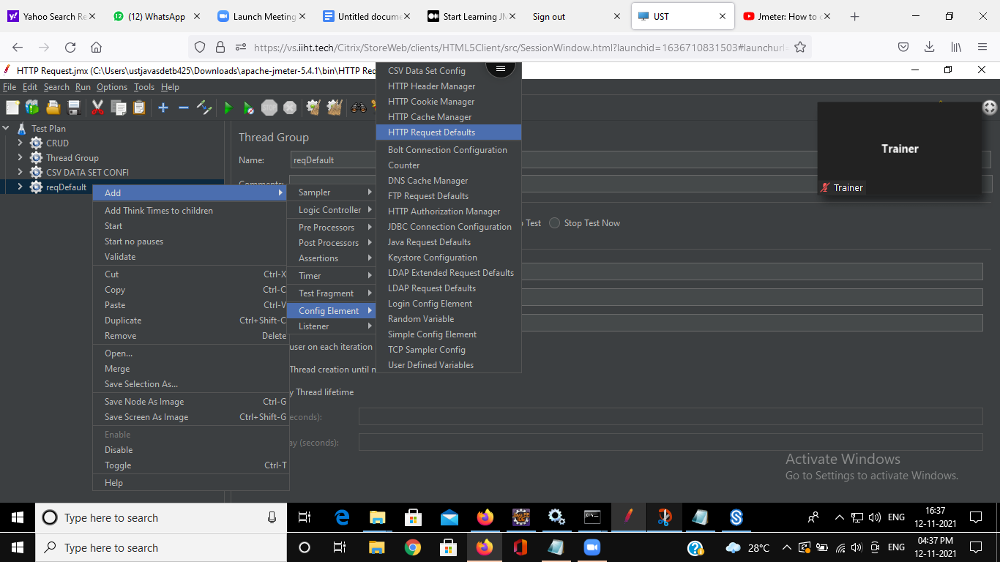 Yahoo Search Re
(12) WhatsApp
Launch Meeting
Untitled docume
Start Learning JM
Sign out
UST
Jmeter: How to c
https://vs.iiht.tech/Citrix/StoreWeb/clients/HTML5Client/src/SessionWindow.html?launchid=1636710831503#launchurl=
HTTP Request.jmx (C:\Users\ustjavasdetb425\Downloads\apache-jmeter-5.4.1\bin\HTTP Req
File Edit Search Run Options Tools Help
STOP
Test Plan
CRUD
Thread Group
CSV DATA SET CONFI
reqDefault
Thread Group
Name: reqDefault
Comments:
Add
Add Think Times to children
Start
Start no pauses
Validate
Cut Ctrl-X
Copy Ctrl-C
Paste Ctrl-V
Duplicate Ctrl+Shift-C
Remove Delete
Open...
Merge
Save Selection As...
Save Node As Image Ctrl-G
Save Screen As Image Ctrl+Shift-G
Enable
Disable
Toggle Ctrl-T
Help
Sampler
Logic Controller
Pre Processors
Post Processors
Assertions
Timer
Test Fragment
Config Element
Listener
CSV Data Set Config
HTTP Header Manager
HTTP Cookie Manager
HTTP Cache Manager
HTTP Request Defaults
Bolt Connection Configuration
Counter
DNS Cache Manager
FTP Request Defaults
HTTP Authorization Manager
JDBC Connection Configuration
Java Request Defaults
Keystore Configuration
LDAP Extended Request Defaults
LDAP Request Defaults
Login Config Element
Random Variable
Simple Config Element
TCP Sampler Config
User Defined Variables
p Test Stop Test Now
user on each iteration
Thread creation until n
y Thread lifetime
econds):
ay (seconds):
Trainer
Trainer
Activate Windows
Go to Settings to activate Windows.
Type here to search
ENG
16:37
12-11-2021
Type here to search
28°C
ENG
04:37 PM
12-11-2021